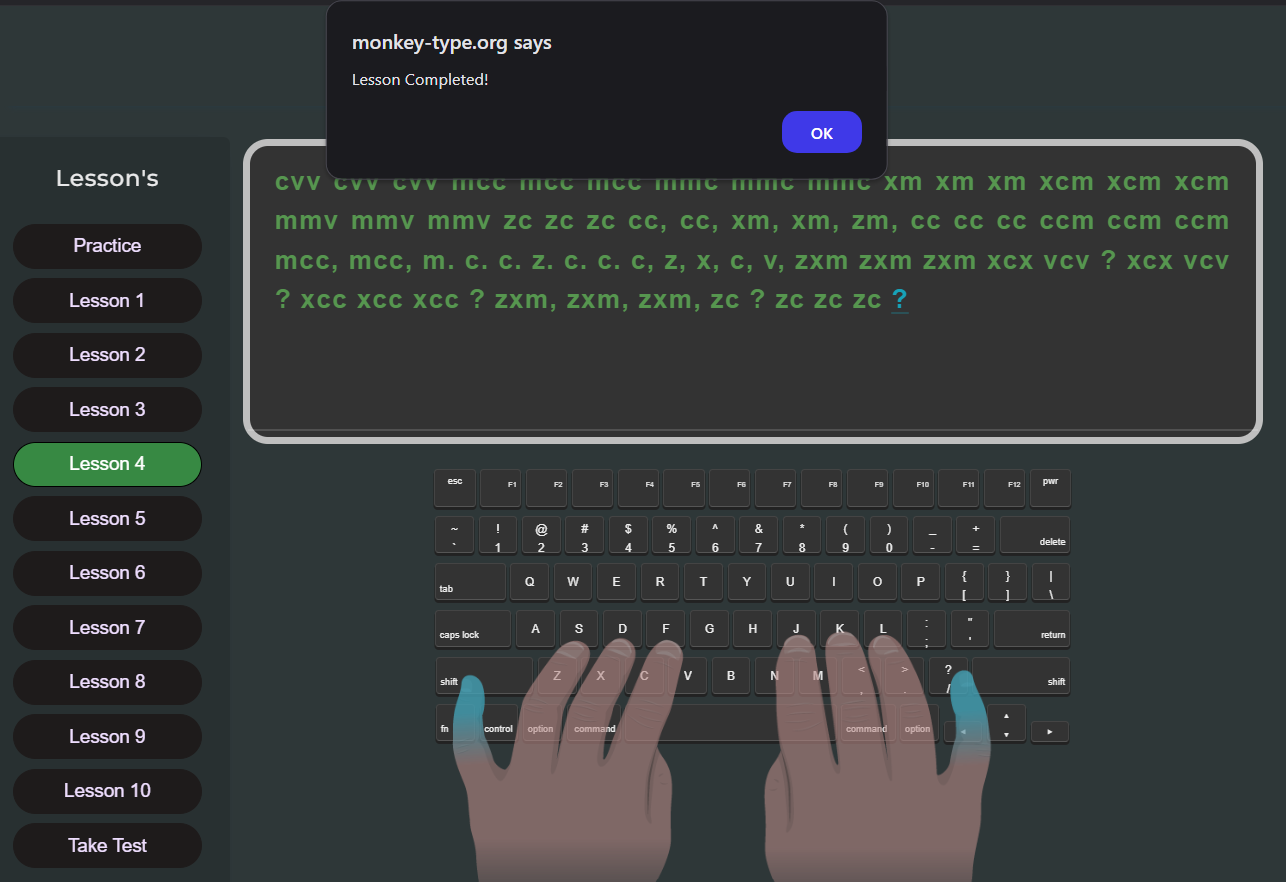 monkey-type.org says
Lesson Completed!
OK
Lesson's
Practice
Lesson 1
Lesson 2
Lesson 3
Lesson 4
Lesson 5
Lesson 6
Lesson 7
Lesson 8
Lesson 9
Lesson 10
Take Test
cvv cvv cvv mcc mcc mcc mmc mmc mmc xm xm xm xcm xcm xcm
mmv mmv mmv zc zc zc cc, cc, xm, xm, zm, cc cc cc ccm ccm ccm
mcc, mcc, m. c. c. z. c. c. c, z, x, c, v, zxm zxm zxm xcx vcv ? xcx vcv
? xcc xcc xcc ? zxm, zxm, zxm, zc ? zc zc zc ?
esc F1 F2 F3 F4 F5 F6 F7 F8 F9 F10 F11 F12 pwr
~ ! @ # $ % ^ & * ( ) _ +
` 1 2 3 4 5 6 7 8 9 0 - = delete
tab Q W E R T Y U I O P { } |
[ ] \
caps lock A S D F G H J K L : " return
; '
shift Z X C V B N M < > ? shift
, . /
fn control option command command option ◄ ▲ ►
▼